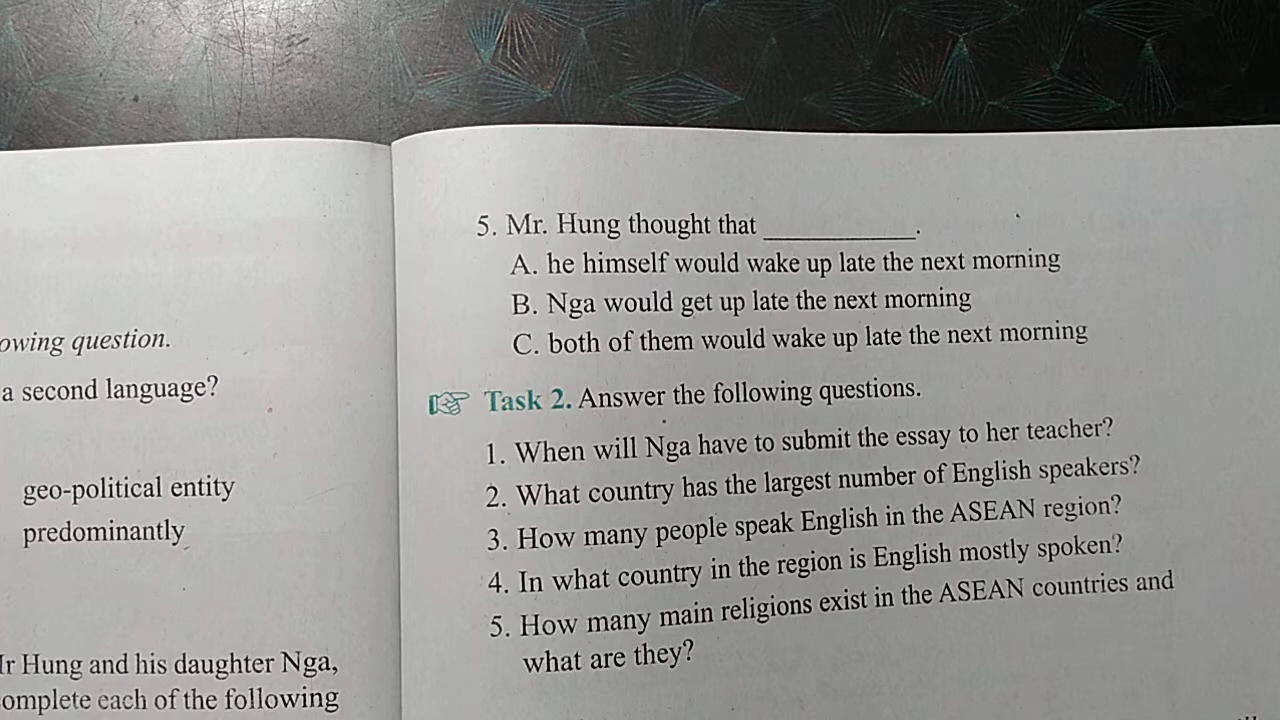 owing question.
a second language?
geo-political entity
predominantly
Hung and his daughter Nga,
omplete each of the following
5. Mr. Hung thought that ___________.
A. he himself would wake up late the next morning
B. Nga would get up late the next morning
C. both of them would wake up late the next morning
Task 2. Answer the following questions.
1. When will Nga have to submit the essay to her teacher?
2. What country has the largest number of English speakers?
3. How many people speak English in the ASEAN region?
4. In what country in the region is English mostly spoken?
5. How many main religions exist in the ASEAN countries and
what are they?